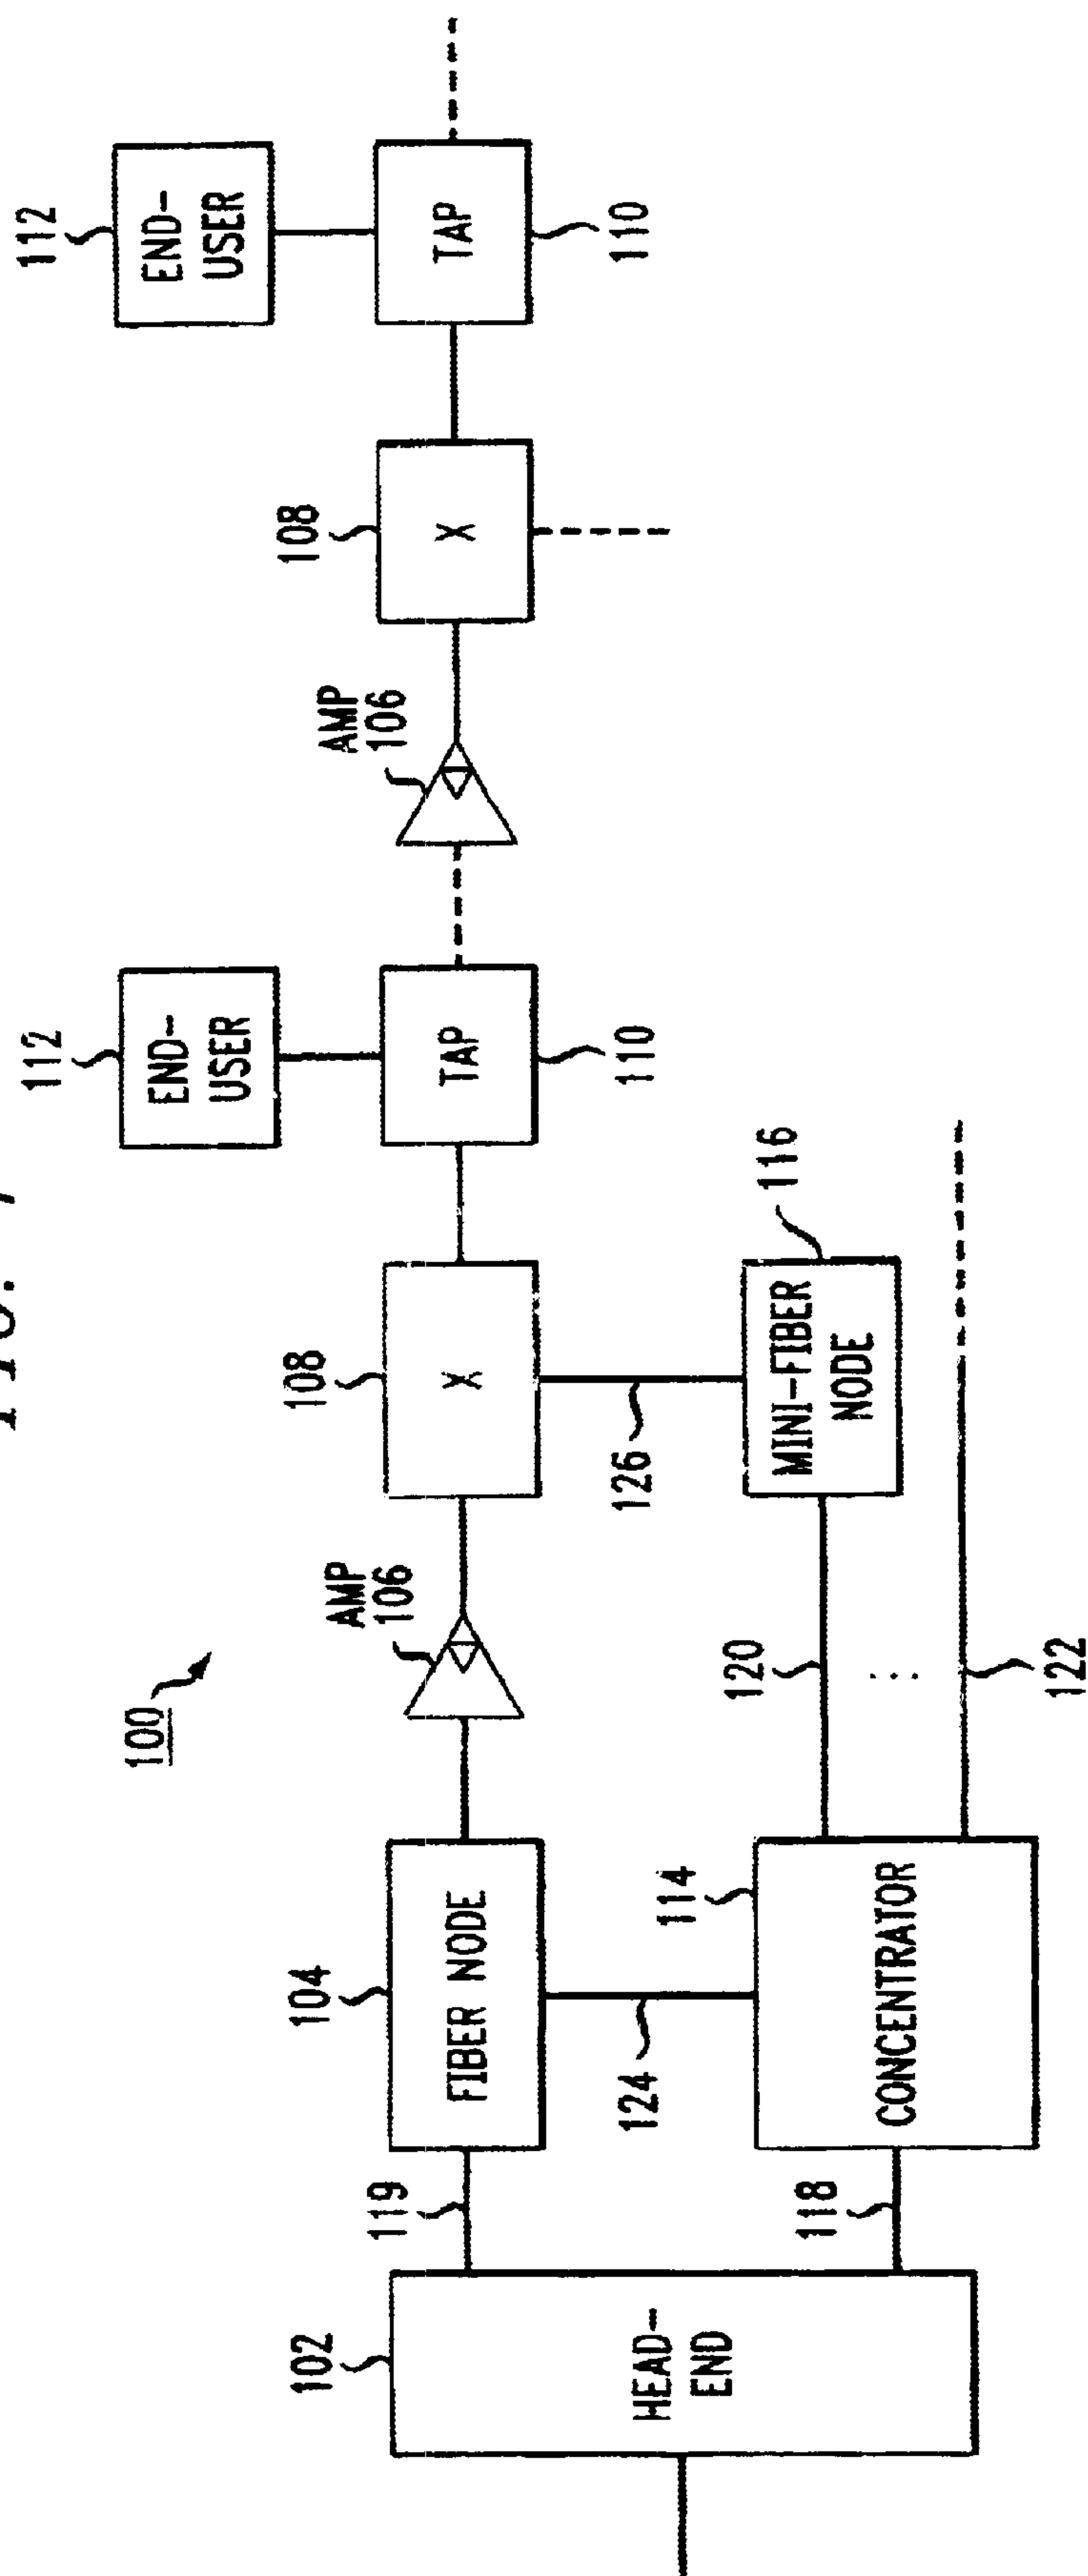 100
112
END-
USER
112
END-
USER
102
HEAD-
END
119
104
FIBER NODE
AMP
106
108
X
TAP
110
AMP
106
108
X
TAP
110
124
126
118
114
CONCENTRATOR
120
122
116
MINI-FIBER
NODE